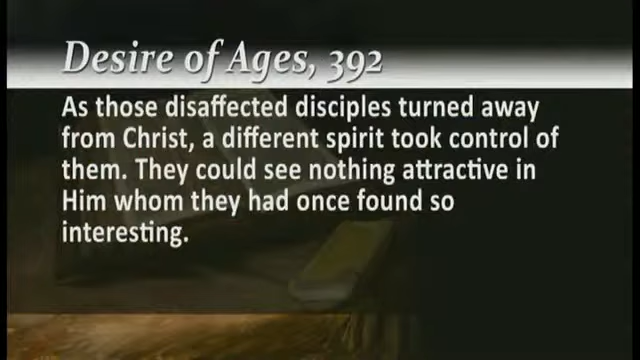 Desire of Ages, 392
As those disaffected disciples turned away
from Christ, a different spirit took control of
them. They could see nothing attractive in
Him whom they had once found so
interesting.